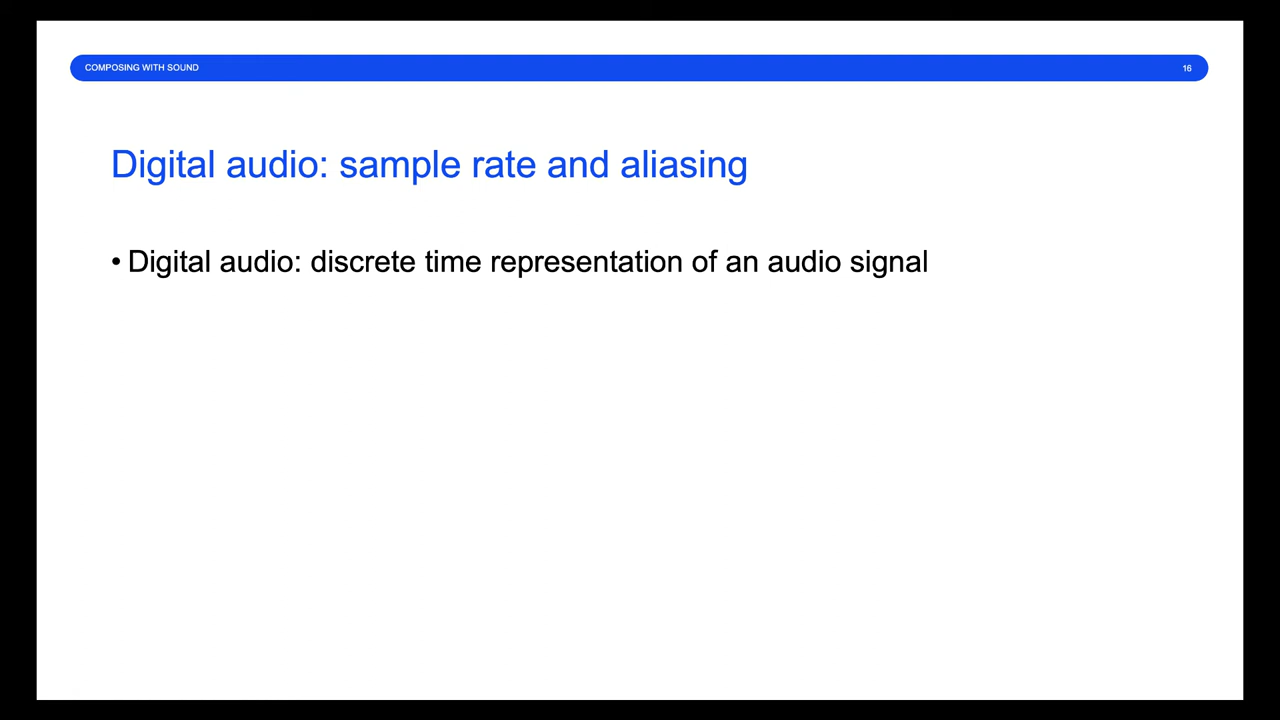 COMPOSING WITH SOUND
16
Digital audio: sample rate and aliasing
• Digital audio: discrete time representation of an audio signal